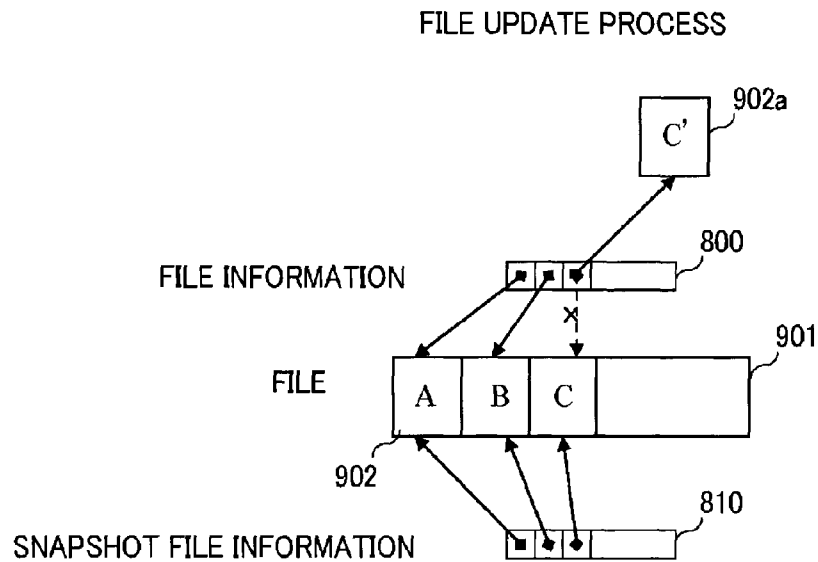 FILE UPDATE PROCESS
902a
C'
800
FILE INFORMATION
x
901
FILE
A B C
902
810
SNAPSHOT FILE INFORMATION